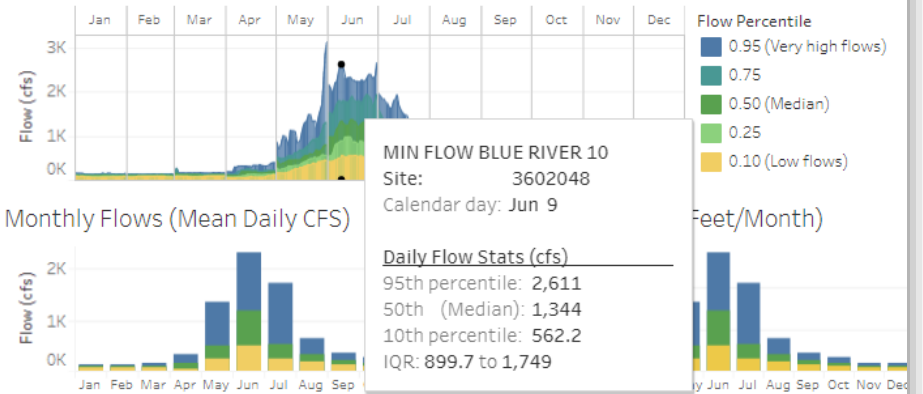 Jan Feb Mar Apr May Jun Jul Aug Sep Oct Nov Dec
Flow Percentile
0.95 (Very high flows)
0.75
0.50 (Median)
0.25
0.10 (Low flows)
Flow (cfs)
3K
2K
1K
0K
MIN FLOW BLUE RIVER 10
Site: 3602048
Calendar day: Jun 9
Daily Flow Stats (cfs)
95th percentile: 2,611
50th (Median): 1,344
10th percentile: 562.2
IQR: 899.7 to 1,749
Monthly Flows (Mean Daily CFS)
Feet/Month)
Flow (cfs)
2K
1K
0K
Jan Feb Mar Apr May Jun Jul Aug Sep
Jun Jul Aug Sep Oct Nov Dec